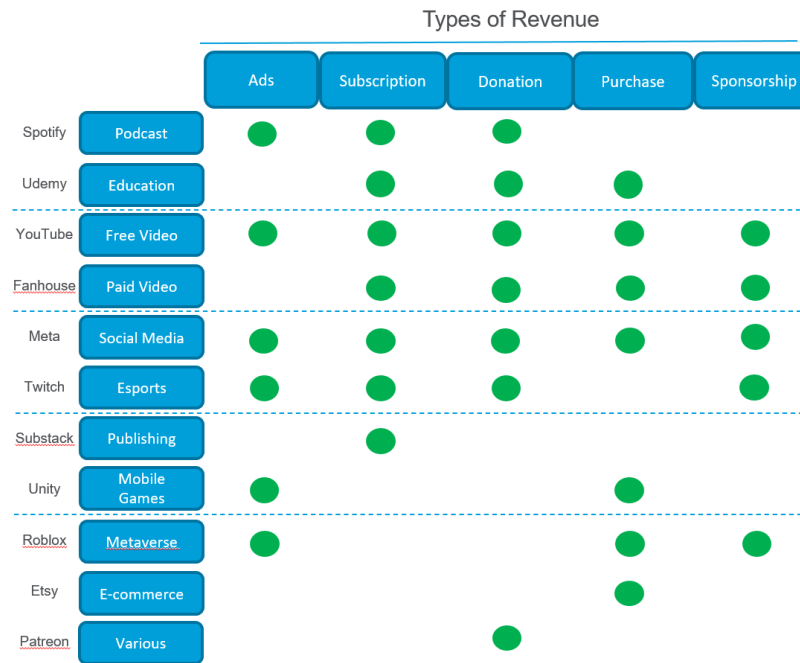 Types of Revenue
Ads Subscription Donation Purchase Sponsorship
Spotify Podcast
Udemy Education
YouTube Free Video
Fanhouse Paid Video
Meta Social Media
Twitch Esports
Substack Publishing
Unity Mobile
Games
Roblox Metaverse
Etsy E-commerce
Patreon Various